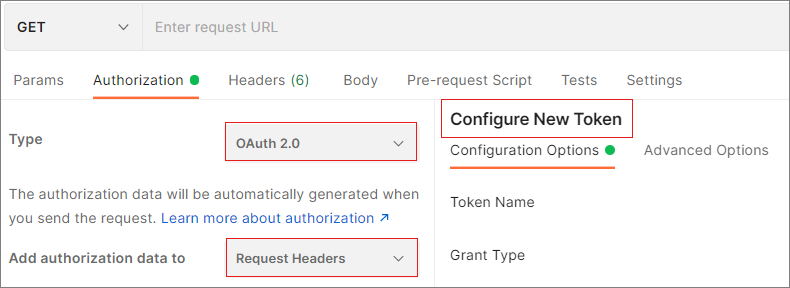 GET Enter request URL
Params Authorization Headers (6) Body Pre-request Script Tests Settings
Type OAuth 2.0
The authorization data will be automatically generated when
you send the request. Learn more about authorization ↗
Add authorization data to Request Headers
Configure New Token
Configuration Options Advanced Options
Token Name
Grant Type